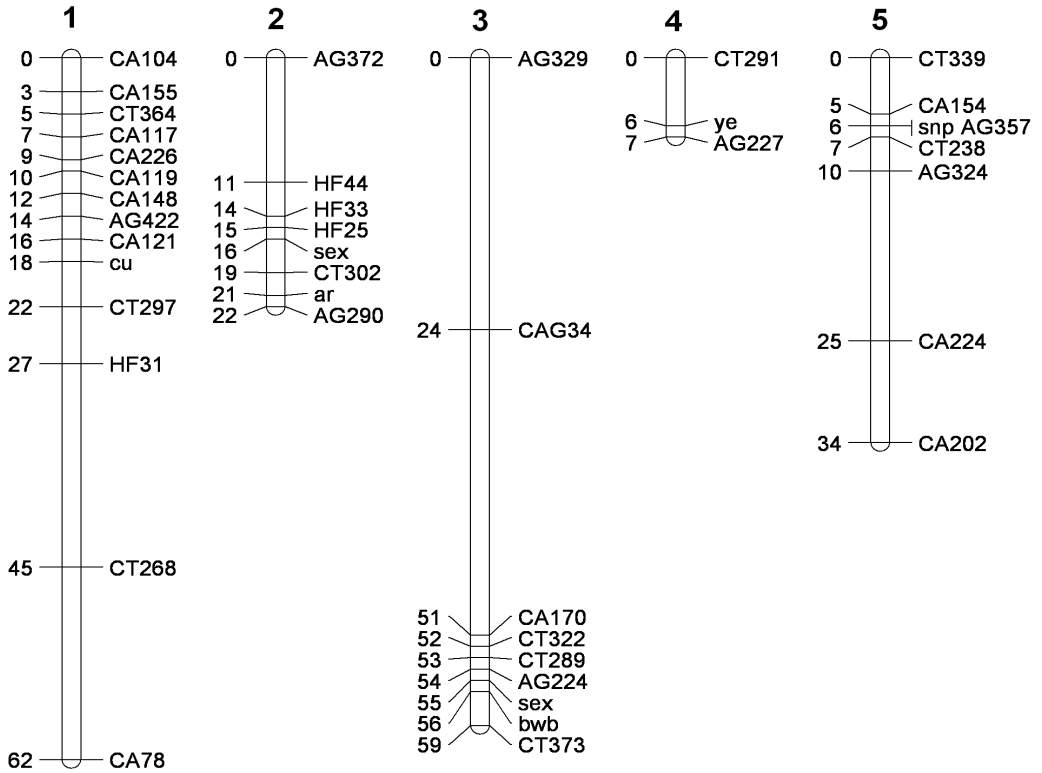 1
0 CA104
3 CA155
5 CT364
7 CA117
9 CA226
10 CA119
12 CA148
14 AG422
16 CA121
18 cu
22 CT297
27 HF31
45 CT268
62 CA78
2
0 AG372
11 HF44
14 HF33
15 HF25
16 sex
19 CT302
21 ar
22 AG290
3
0 AG329
24 CAG34
51 CA170
52 CT322
53 CT289
54 AG224
55 sex
56 bwb
59 CT373
4
0 CT291
6 ye
7 AG227
5
0 CT339
5 CA154
6 snp AG357
7 CT238
10 AG324
25 CA224
34 CA202